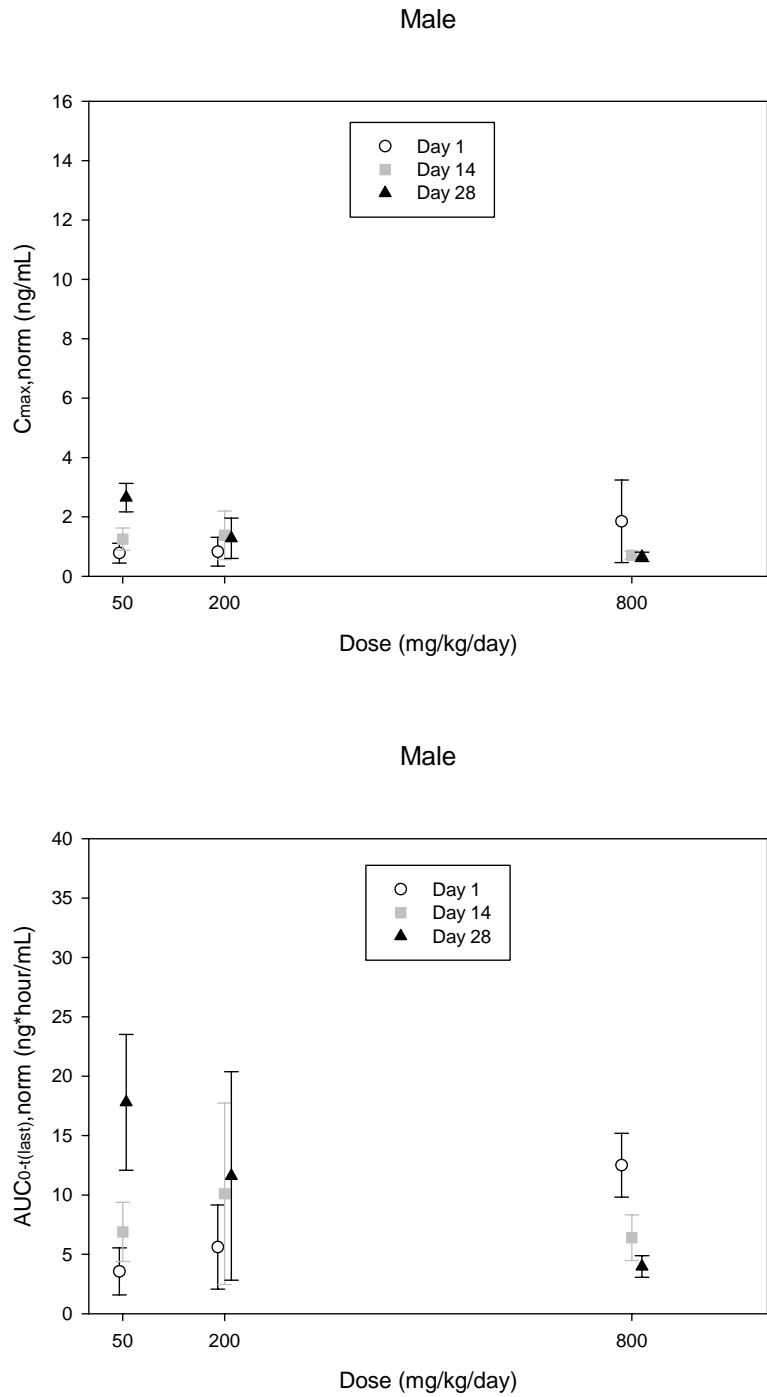 Male
16
14
12
10
8
6
4
2
0
Cmax,norm (ng/mL)
Day 1
Day 14
Day 28
50
200
800
Dose (mg/kg/day)
Male
40
35
30
25
20
15
10
5
0
AUC0-t(last),norm (ng*hour/mL)
Day 1
Day 14
Day 28
50
200
800
Dose (mg/kg/day)